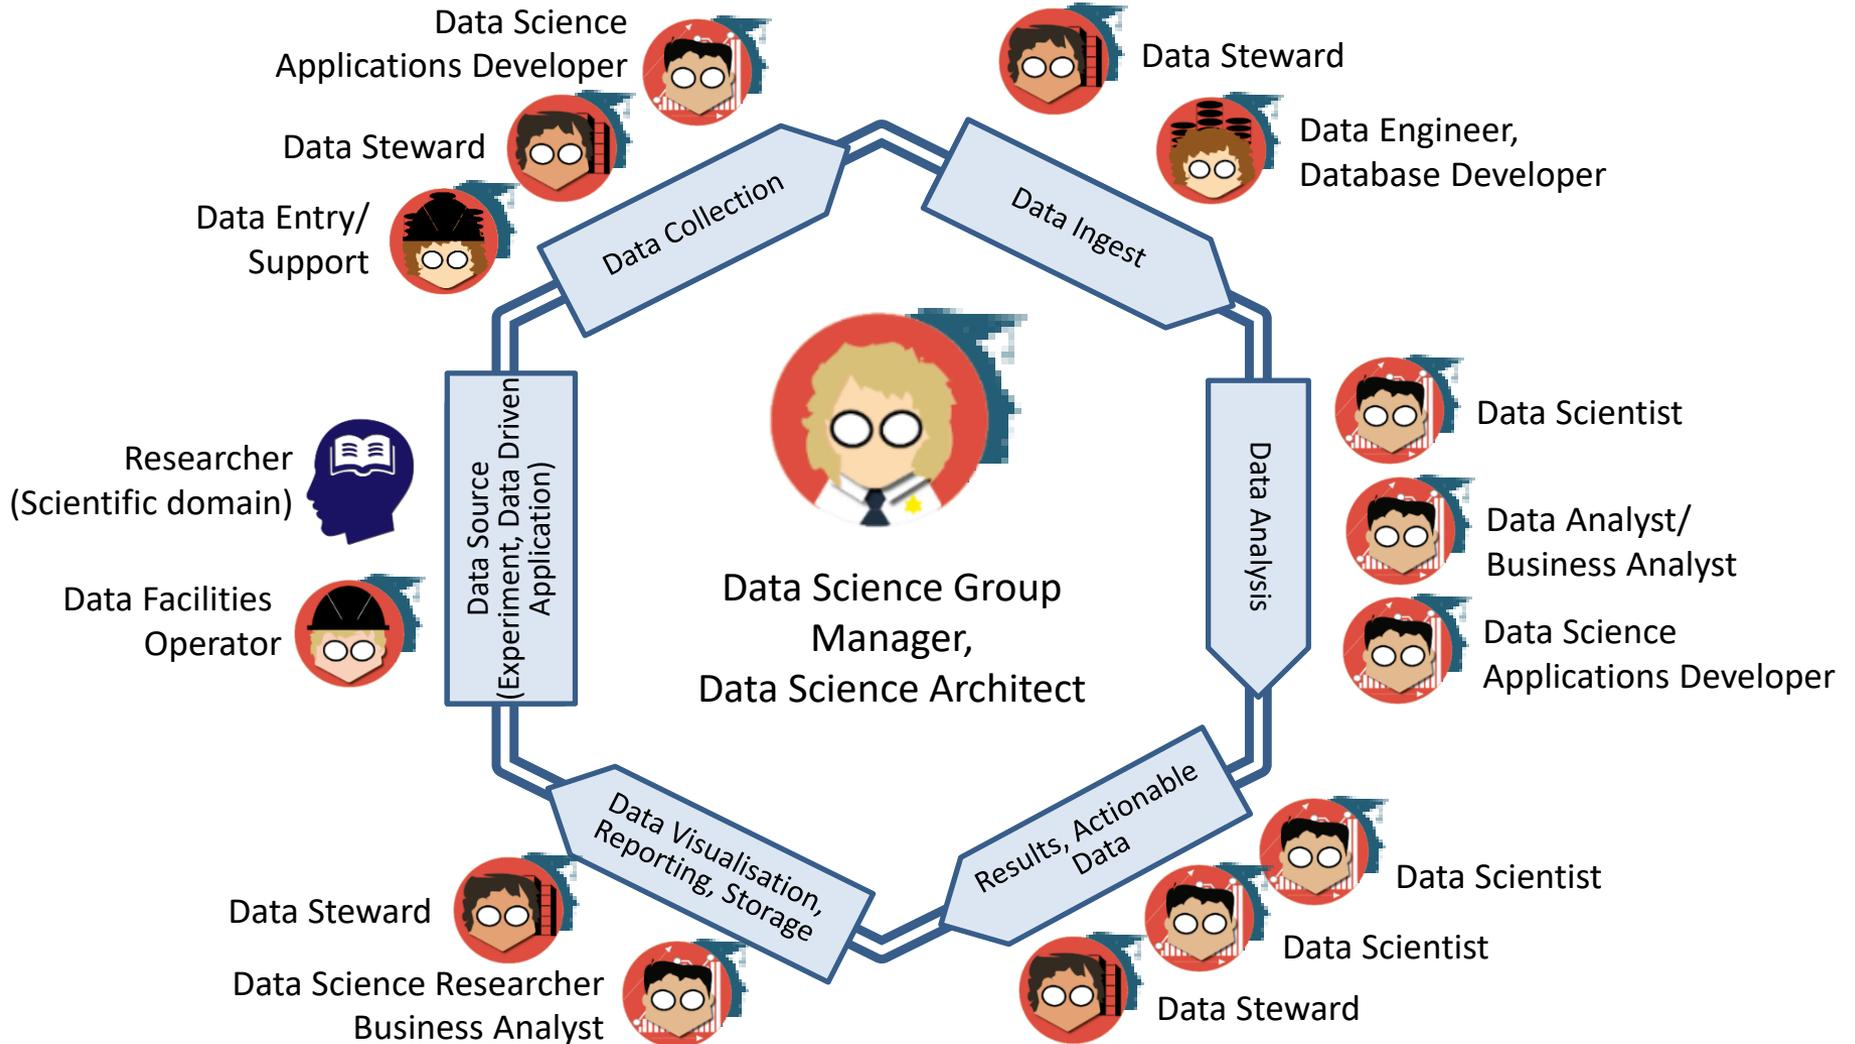 Data Science
Applications Developer
Data Steward
Data Entry/
Support
Data Collection
Data Steward
Data Engineer,
Database Developer
Data Ingest
Data Scientist
Data Analyst/
Business Analyst
Data Science
Applications Developer
Data Analysis
Researcher
(Scientific domain)
Data Facilities
Operator
Data Source
(Experiment, Data Driven
Application)
Data Science Group
Manager,
Data Science Architect
Results, Actionable
Data
Data Scientist
Data Scientist
Data Steward
Data Visualisation,
Reporting, Storage
Data Steward
Data Science Researcher
Business Analyst